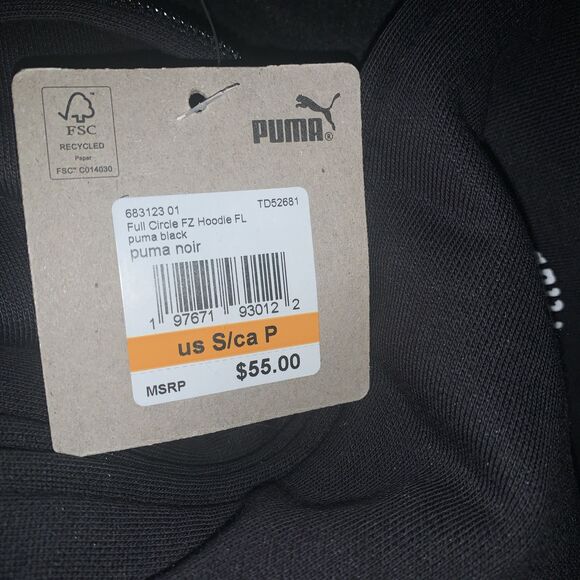 FSC
RECYCLED
Paper
FSC™ C014030
PUMA®
683123 01
TD52681
Full Circle FZ Hoodie FL
puma black
puma noir
1 97671 93012 2
us S/ca P
MSRP $55.00